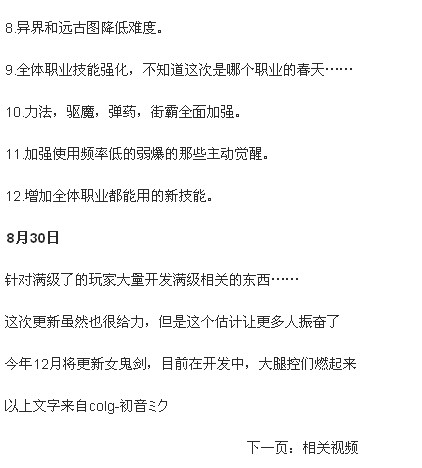 8.异界和远古图降低难度。
9.全体职业技能强化，不知道这次是哪个职业的春天……
10.力法，驱魔，弹药，街霸全面加强。
11.加强使用频率低的弱爆的那些主动觉醒。
12.增加全体职业都能用的新技能。
8月30日
针对满级了的玩家大量开发满级相关的东西……
这次更新虽然也很给力，但是这个估计让更多人振奋了
今年12月将更新女鬼剑，目前在开发中，大腿控们燃起来
以上文字来自colg-初音ミク
下一页：相关视频